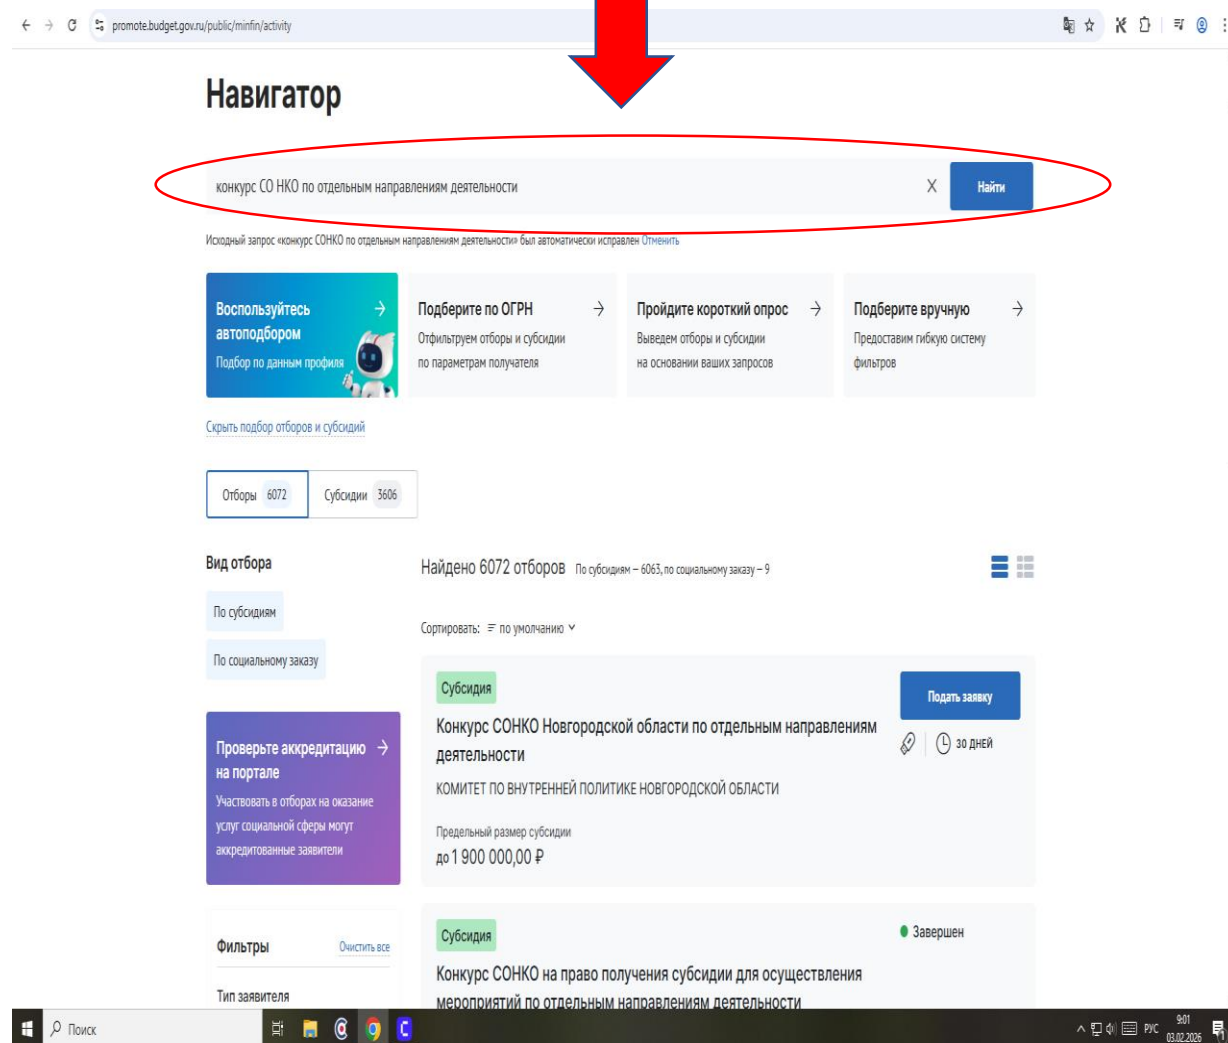 promote.budget.gov.ru/public/minfin/activity
Навигатор
конкурс СО НКО по отдельным направлениям деятельности
X
Найти
Исходный запрос «конкурс СОНКО по отдельным направлениям деятельности» был автоматически исправлен Отменить
Воспользуйтесь
автоподбором
Подбор по данным профиля
Подберите по ОГРН
Отфильтруем отборы и субсидии
по параметрам получателя
Пройдите короткий опрос
Выведем отборы и субсидии
на основании ваших запросов
Подберите вручную
Предоставим гибкую систему
фильтров
Скрыть подбор отборов и субсидий
Отборы 6072
Субсидии 3606
Вид отбора
По субсидиям
По социальному заказу
Найдено 6072 отборов По субсидиям – 6063, по социальному заказу – 9
Сортировать: по умолчанию
Проверьте аккредитацию
на портале
Участвовать в отборах на оказание
услуг социальной сферы могут
аккредитованные заявители
Субсидия
Подать заявку
Конкурс СОНКО Новгородской области по отдельным направлениям
деятельности
30 ДНЕЙ
КОМИТЕТ ПО ВНУТРЕННЕЙ ПОЛИТИКЕ НОВГОРОДСКОЙ ОБЛАСТИ
Предельный размер субсидии
до 1 900 000,00 ₽
Фильтры
Очистить все
Тип заявителя
Субсидия
Завершен
Конкурс СОНКО на право получения субсидии для осуществления
мероприятий по отдельным направлениям деятельности
Поиск
РУС
9:01
03.02.2026